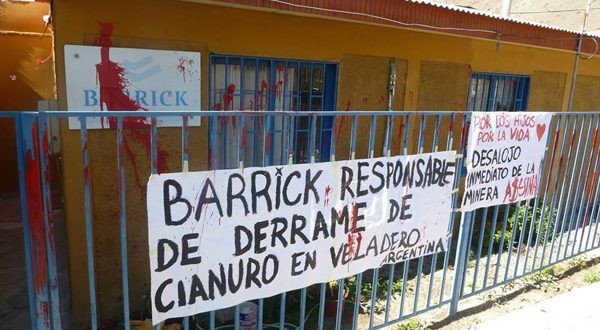 BARRICK
BARRICK RESPONSABLE
DE DERRAME DE
CIANURO EN VELADERO
ARGENTINA
POR LOS HIJOS
POR LA VIDA
DESALOJO
INMEDIATO DE LA
MINERA ASESINA